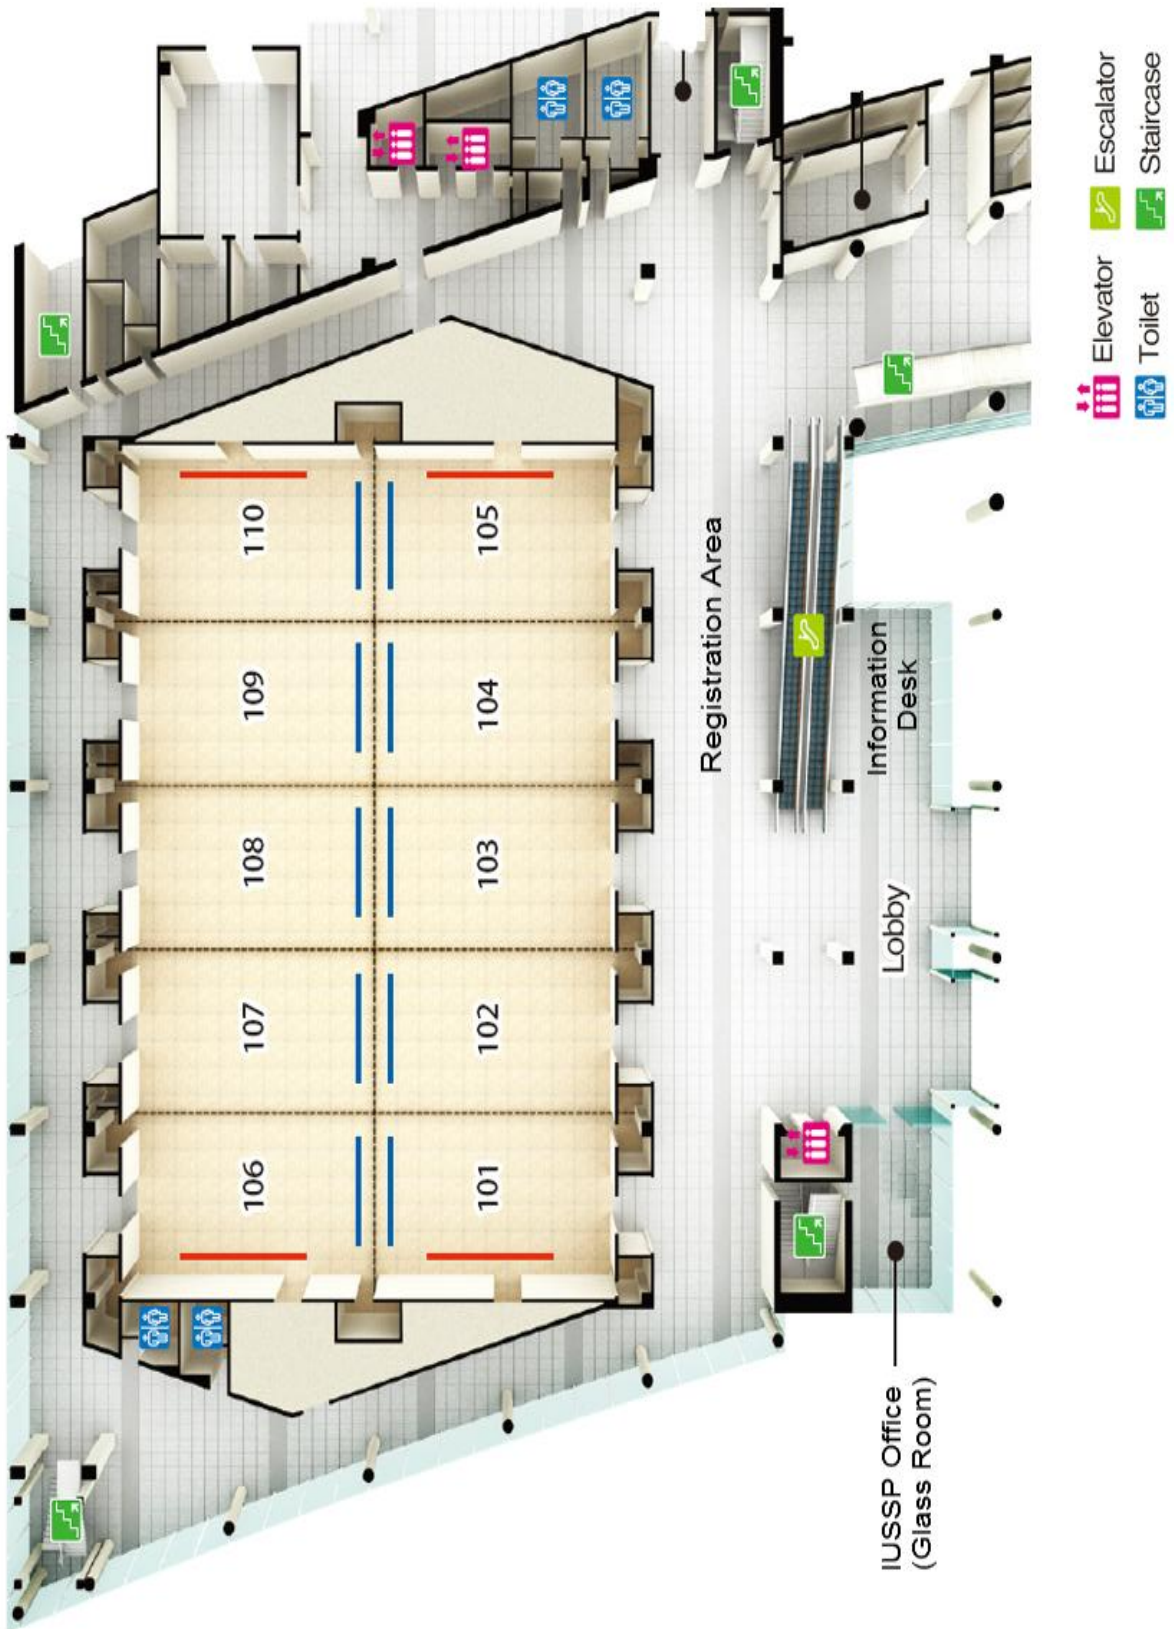 106
107
108
109
110
101
102
103
104
105
Registration Area
Information
Desk
Lobby
IUSSP Office
(Glass Room)
Elevator
Escalator
Toilet
Staircase